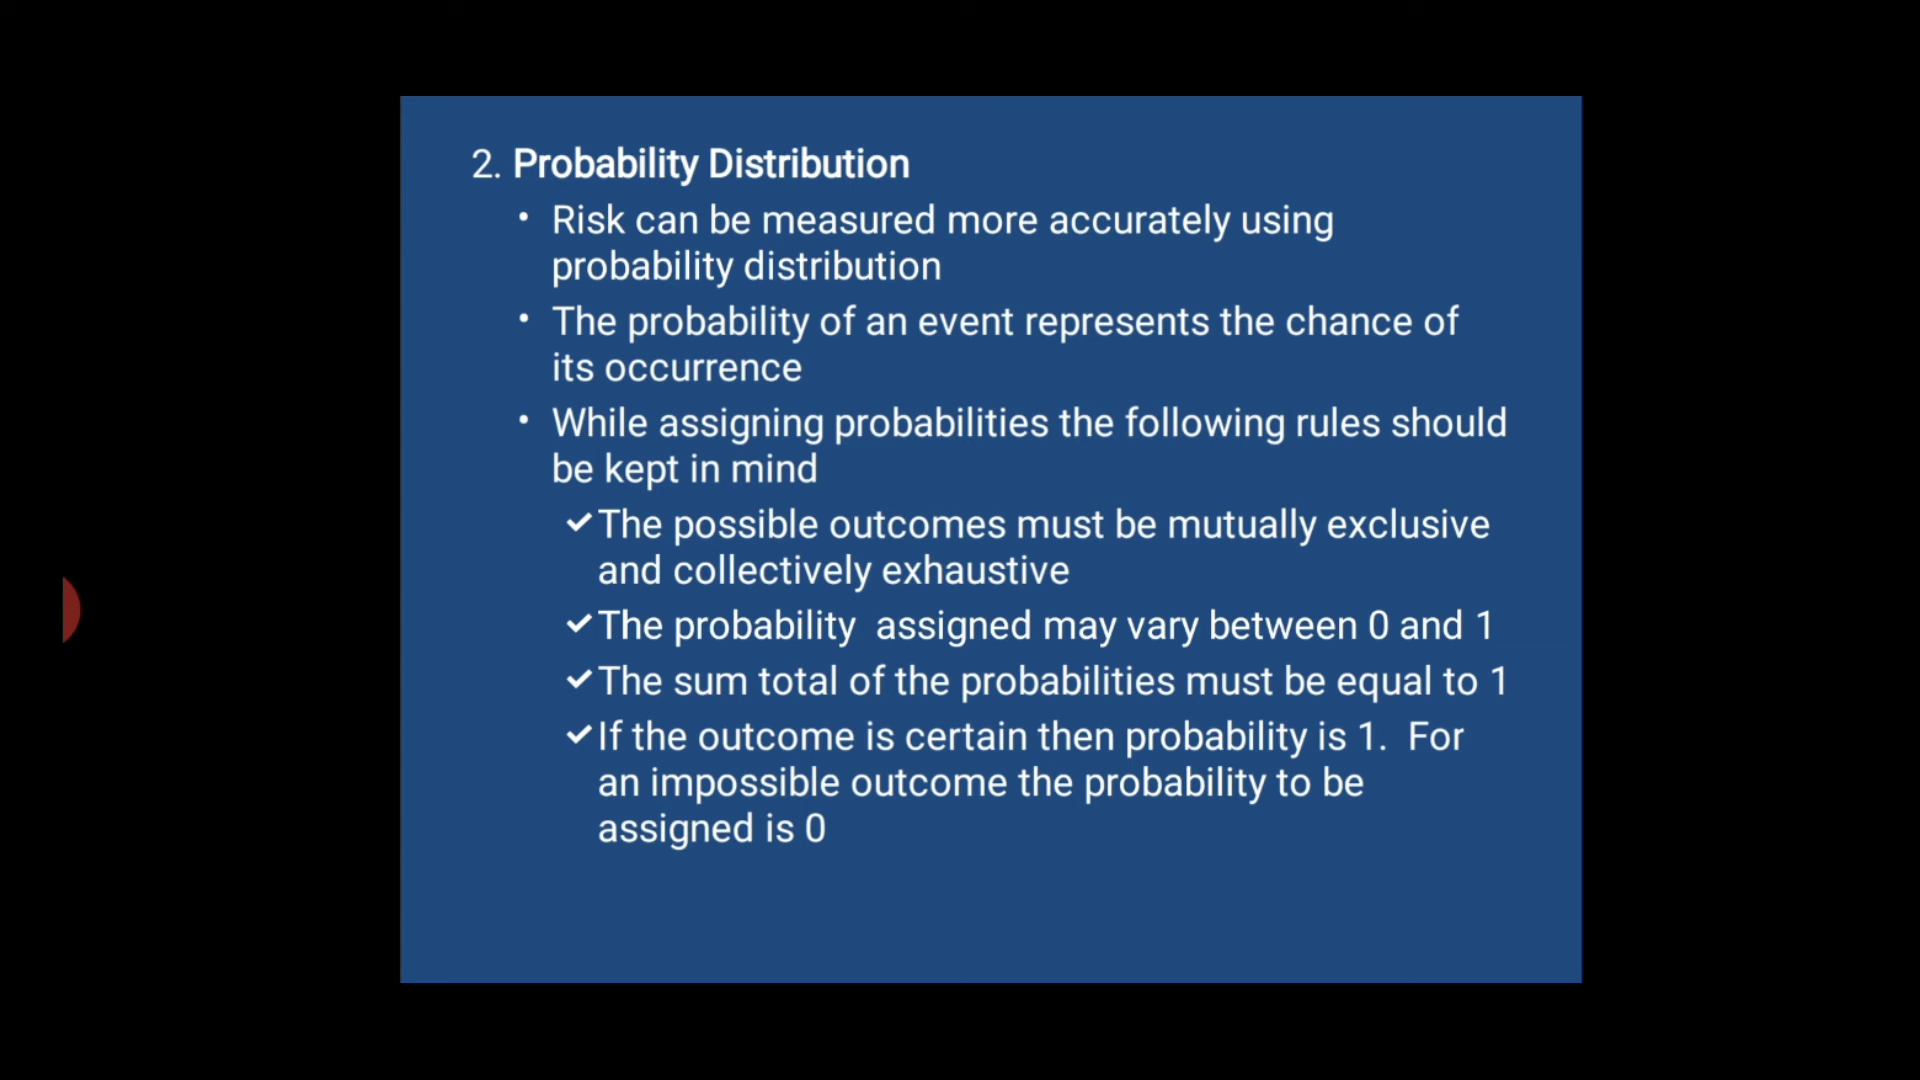 2. Probability Distribution
• Risk can be measured more accurately using
probability distribution
• The probability of an event represents the chance of
its occurrence
• While assigning probabilities the following rules should
be kept in mind
✓The possible outcomes must be mutually exclusive
and collectively exhaustive
✓The probability  assigned may vary between 0 and 1
✓The sum total of the probabilities must be equal to 1
✓If the outcome is certain then probability is 1.  For
an impossible outcome the probability to be
assigned is 0